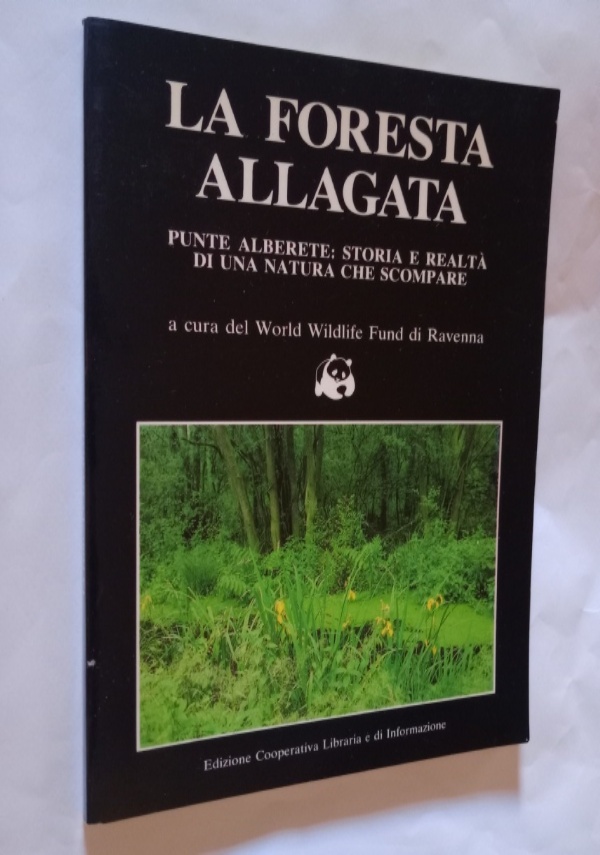 LA FORESTA
ALLAGATA
PUNTE ALBERETE: STORIA E REALTÀ
DI UNA NATURA CHE SCOMPARE
a cura del World Wildlife Fund di Ravenna
Edizione Cooperativa Libraria e di Informazione